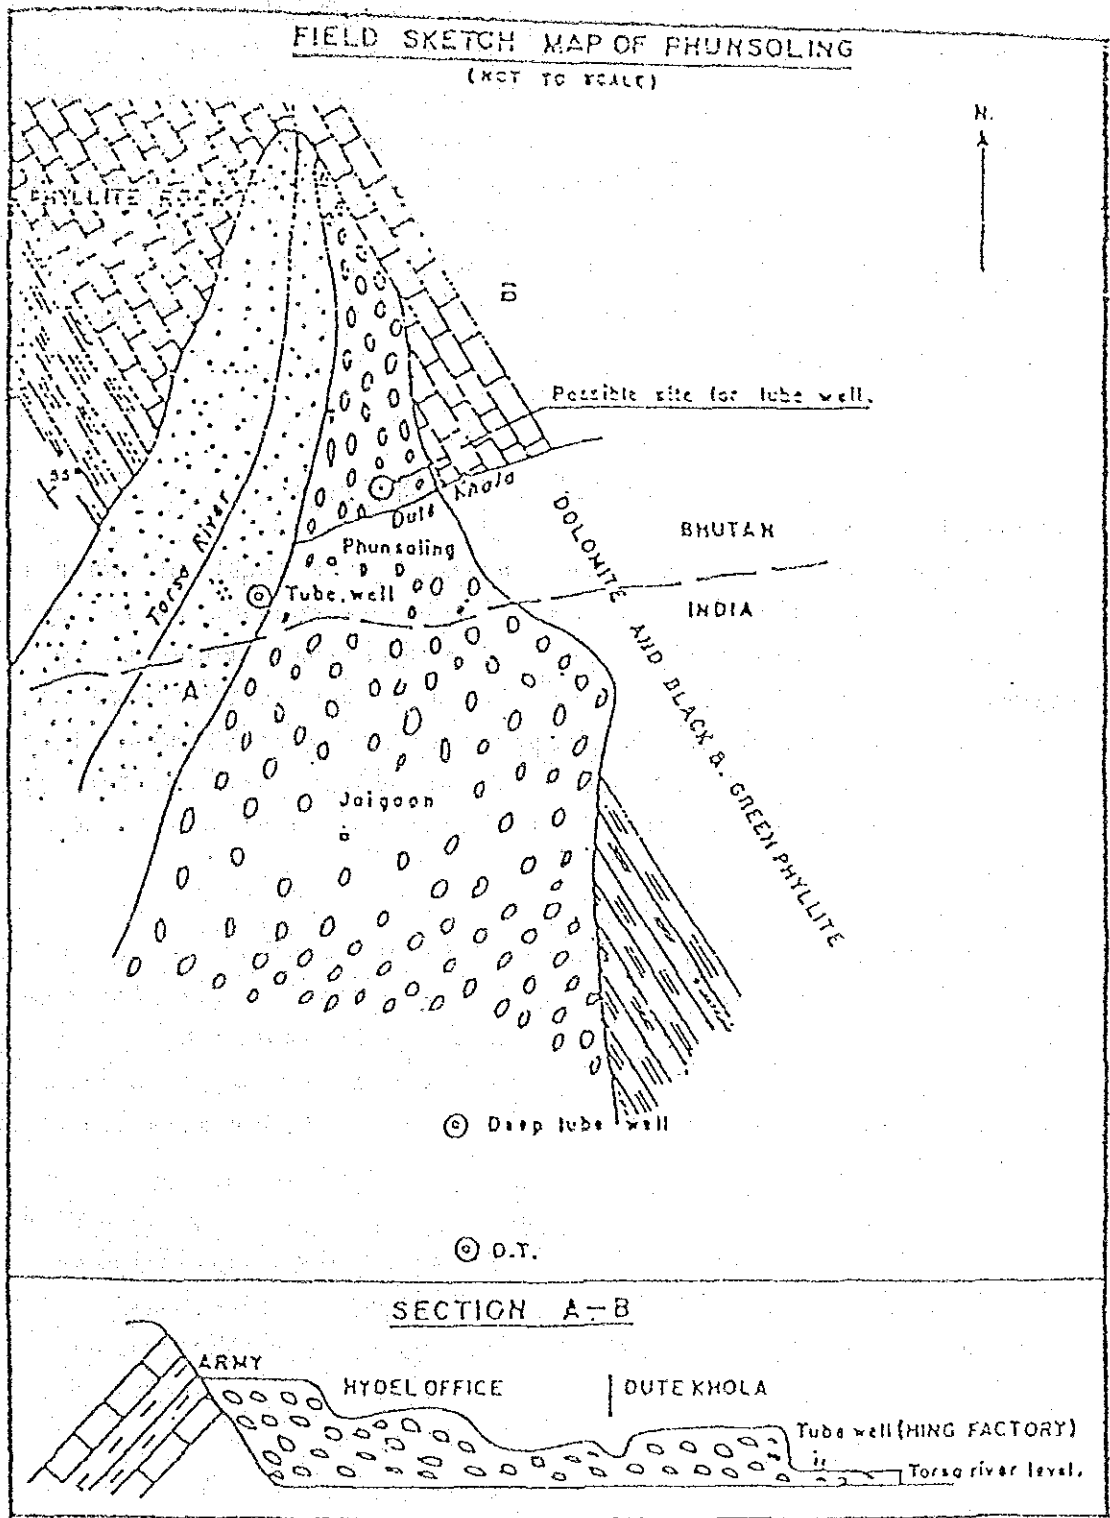 FIELD SKETCH MAP OF PHUNSOLING
(NOT TO SCALE)
N.
PHYLLITE ROCK
B
Possible site for tube well.
35°
Dute Khola
DOLOMITE AND BLACK & GREEN PHYLLITE
BHUTAN
Phunsoling
Torsa River
Tube well
INDIA
A
Jaigaon
Deep tube well
D.T.
SECTION A-B
ARMY
HYDEL OFFICE
DUTE KHOLA
Tube well (HING FACTORY)
Torsa river level.